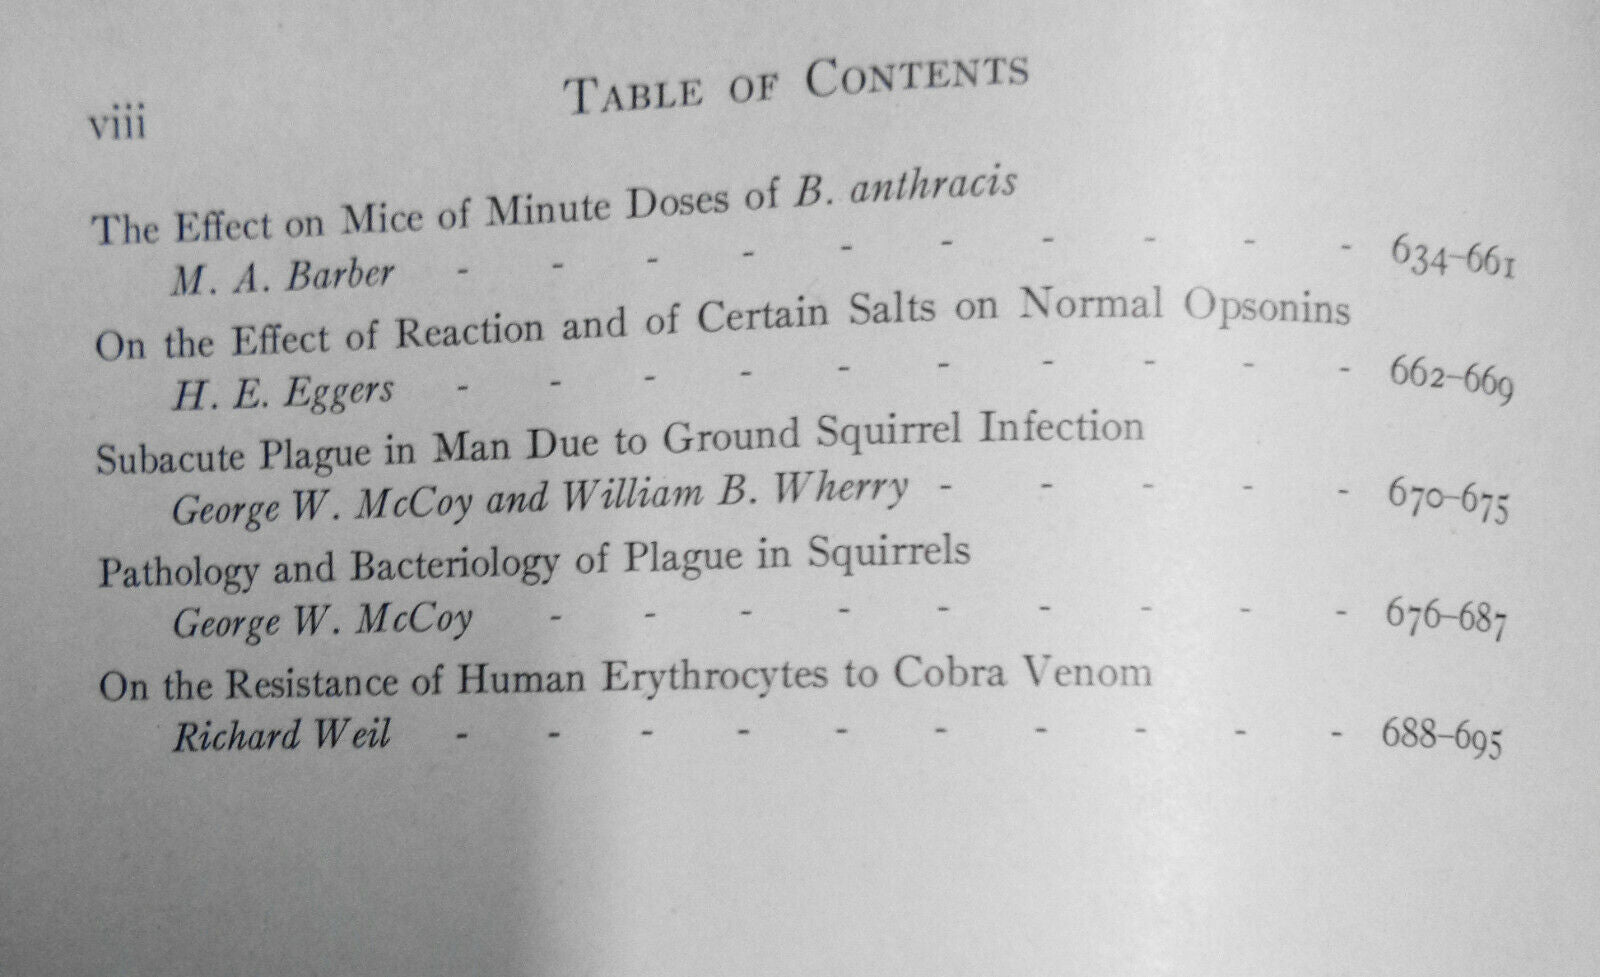 viii
TABLE OF CONTENTS
The Effect on Mice of Minute Doses of B. anthracis
M. A. Barber - - - - - - - - - - 634–661
On the Effect of Reaction and of Certain Salts on Normal Opsonins
H. E. Eggers - - - - - - - - - - 662–669
Subacute Plague in Man Due to Ground Squirrel Infection
George W. McCoy and William B. Wherry - - - - - 670–675
Pathology and Bacteriology of Plague in Squirrels
George W. McCoy - - - - - - - - - 676–687
On the Resistance of Human Erythrocytes to Cobra Venom
Richard Weil - - - - - - - - - - 688–695